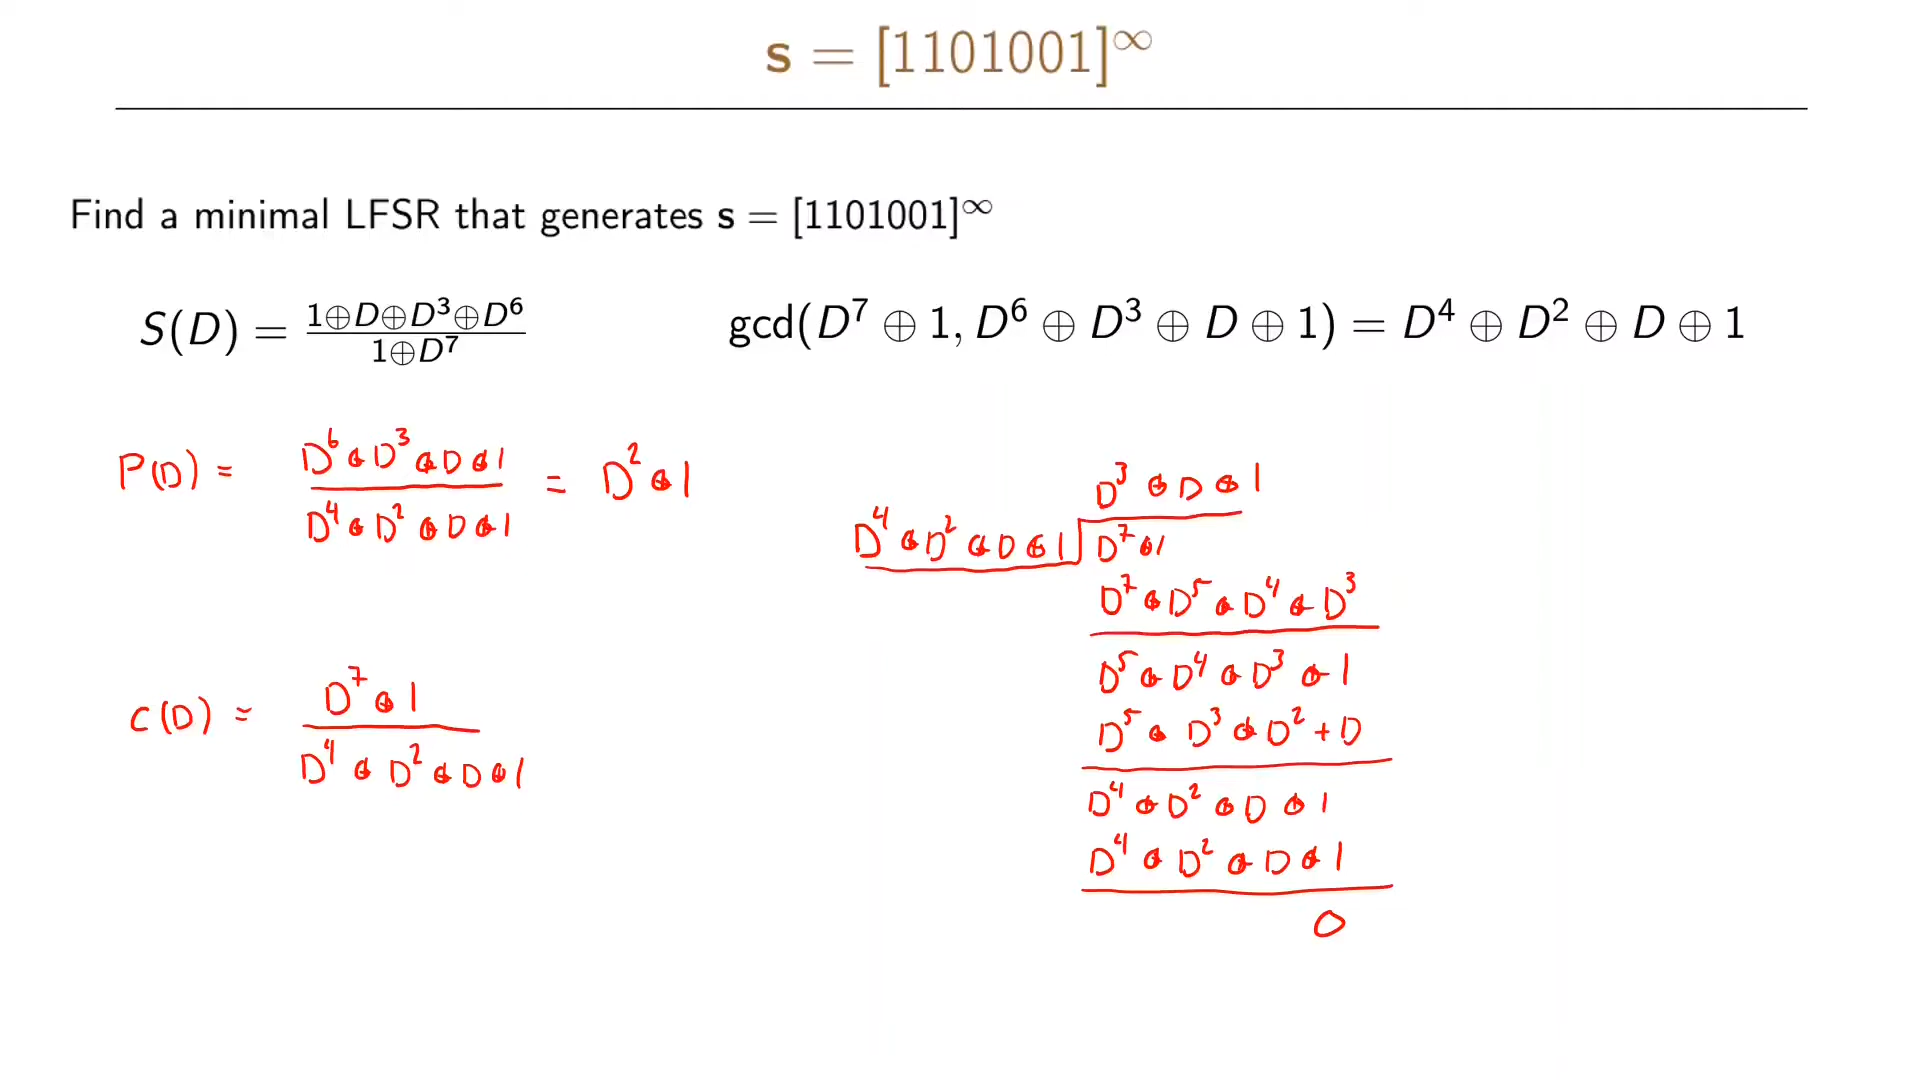 s = [1101001]^∞
Find a minimal LFSR that generates s = [1101001]^∞
S(D) = (1⊕D⊕D³⊕D⁶)/(1⊕D⁷)
gcd(D⁷ ⊕ 1, D⁶ ⊕ D³ ⊕ D ⊕ 1) = D⁴ ⊕ D² ⊕ D ⊕ 1
P(D) = (D⁶⊕D³⊕D⊕1)/(D⁴⊕D²⊕D⊕1) = D²⊕1
C(D) = (D⁷⊕1)/(D⁴⊕D²⊕D⊕1)
D³ ⊕ D ⊕ 1
D⁴ ⊕ D² ⊕ D ⊕ 1 D⁷⊕1
D⁷ ⊕ D⁵ ⊕ D⁴ ⊕ D³
D⁵ ⊕ D⁴ ⊕ D³ ⊕ 1
D⁵ ⊕ D³ ⊕ D² + D
D⁴ ⊕ D² ⊕ D ⊕ 1
D⁴ ⊕ D² ⊕ D ⊕ 1
0